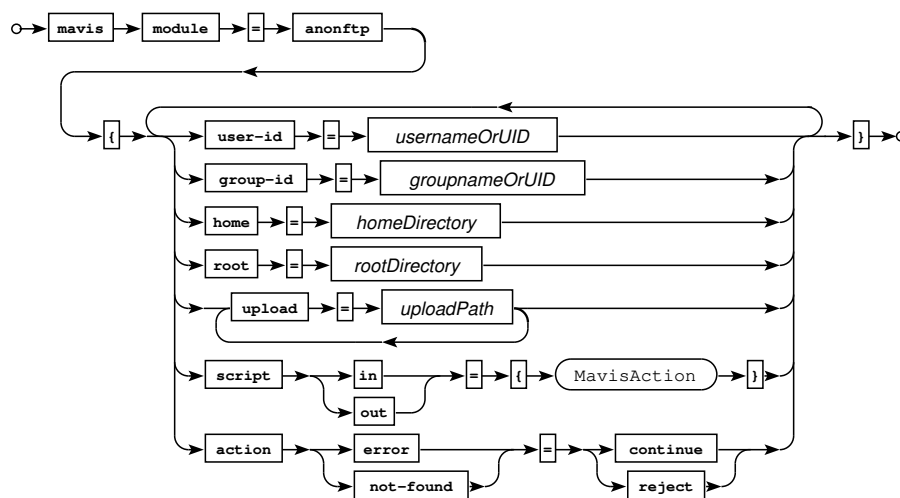 mavis module = anonftp
{ user-id = usernameOrUID }
group-id = groupnameOrUID
home = homeDirectory
root = rootDirectory
upload = uploadPath
script in = { MavisAction }
out
action error = continue
not-found reject